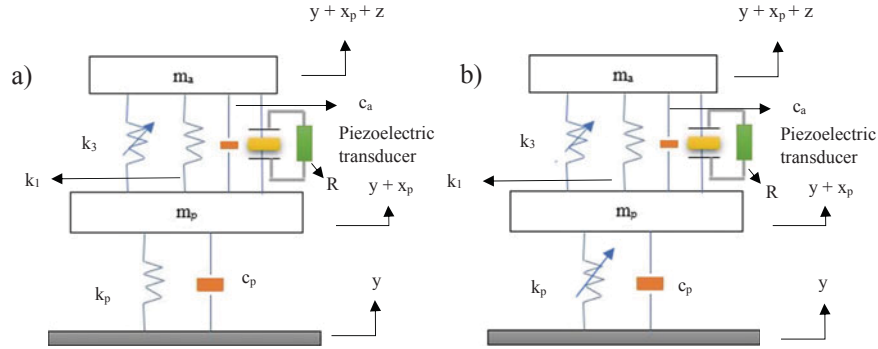 a)
y + xₚ + z
mₐ
cₐ
k₃
Piezoelectric
transducer
k₁
R
y + xₚ
mₚ
kₚ
cₚ
y
b)
y + xₚ + z
mₐ
cₐ
k₃
Piezoelectric
transducer
k₁
R
y + xₚ
mₚ
kₚ
cₚ
y